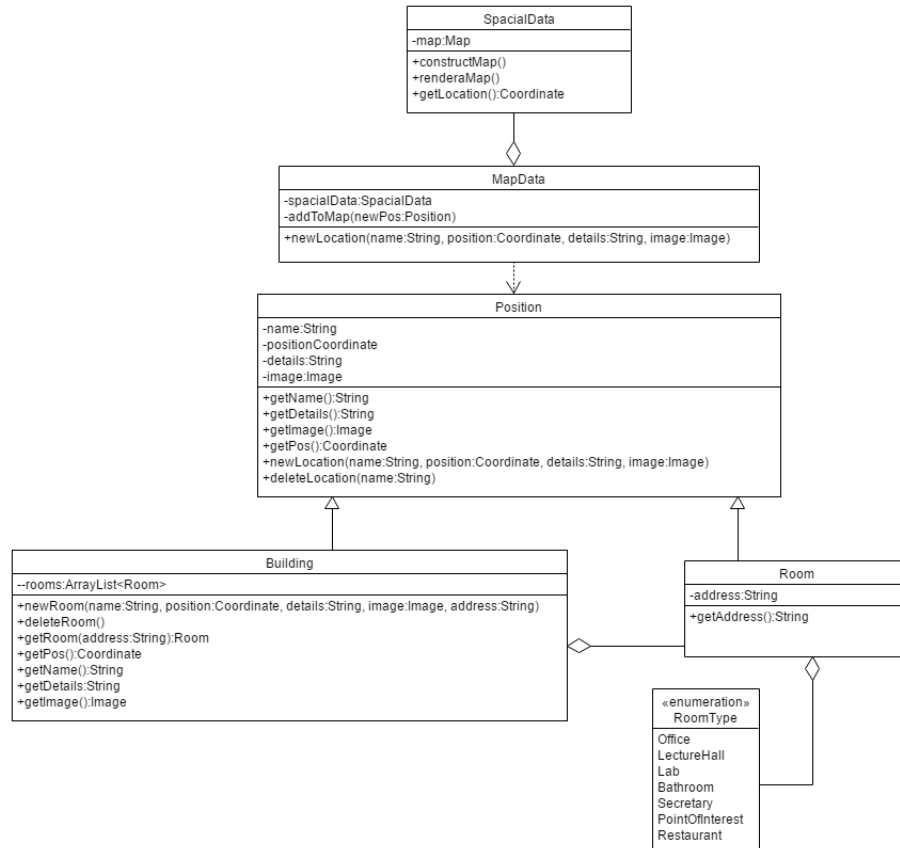 SpacialData
-map:Map
+constructMap()
+renderaMap()
+getLocation():Coordinate
MapData
-spacialData:SpacialData
-addToMap(newPos:Position)
+newLocation(name:String, position:Coordinate, details:String, image:Image)
Position
-name:String
-positionCoordinate
-details:String
-image:Image
+getName():String
+getDetails():String
+getImage():Image
+getPos():Coordinate
+newLocation(name:String, position:Coordinate, details:String, image:Image)
+deleteLocation(name:String)
Building
--rooms:ArrayList<Room>
+newRoom(name:String, position:Coordinate, details:String, image:Image, address:String)
+deleteRoom()
+getRoom(address:String):Room
+getPos():Coordinate
+getName():String
+getDetails:String
+getImage():Image
Room
-address:String
+getAddress():String
«enumeration»
RoomType
Office
LectureHall
Lab
Bathroom
Secretary
PointOfInterest
Restaurant